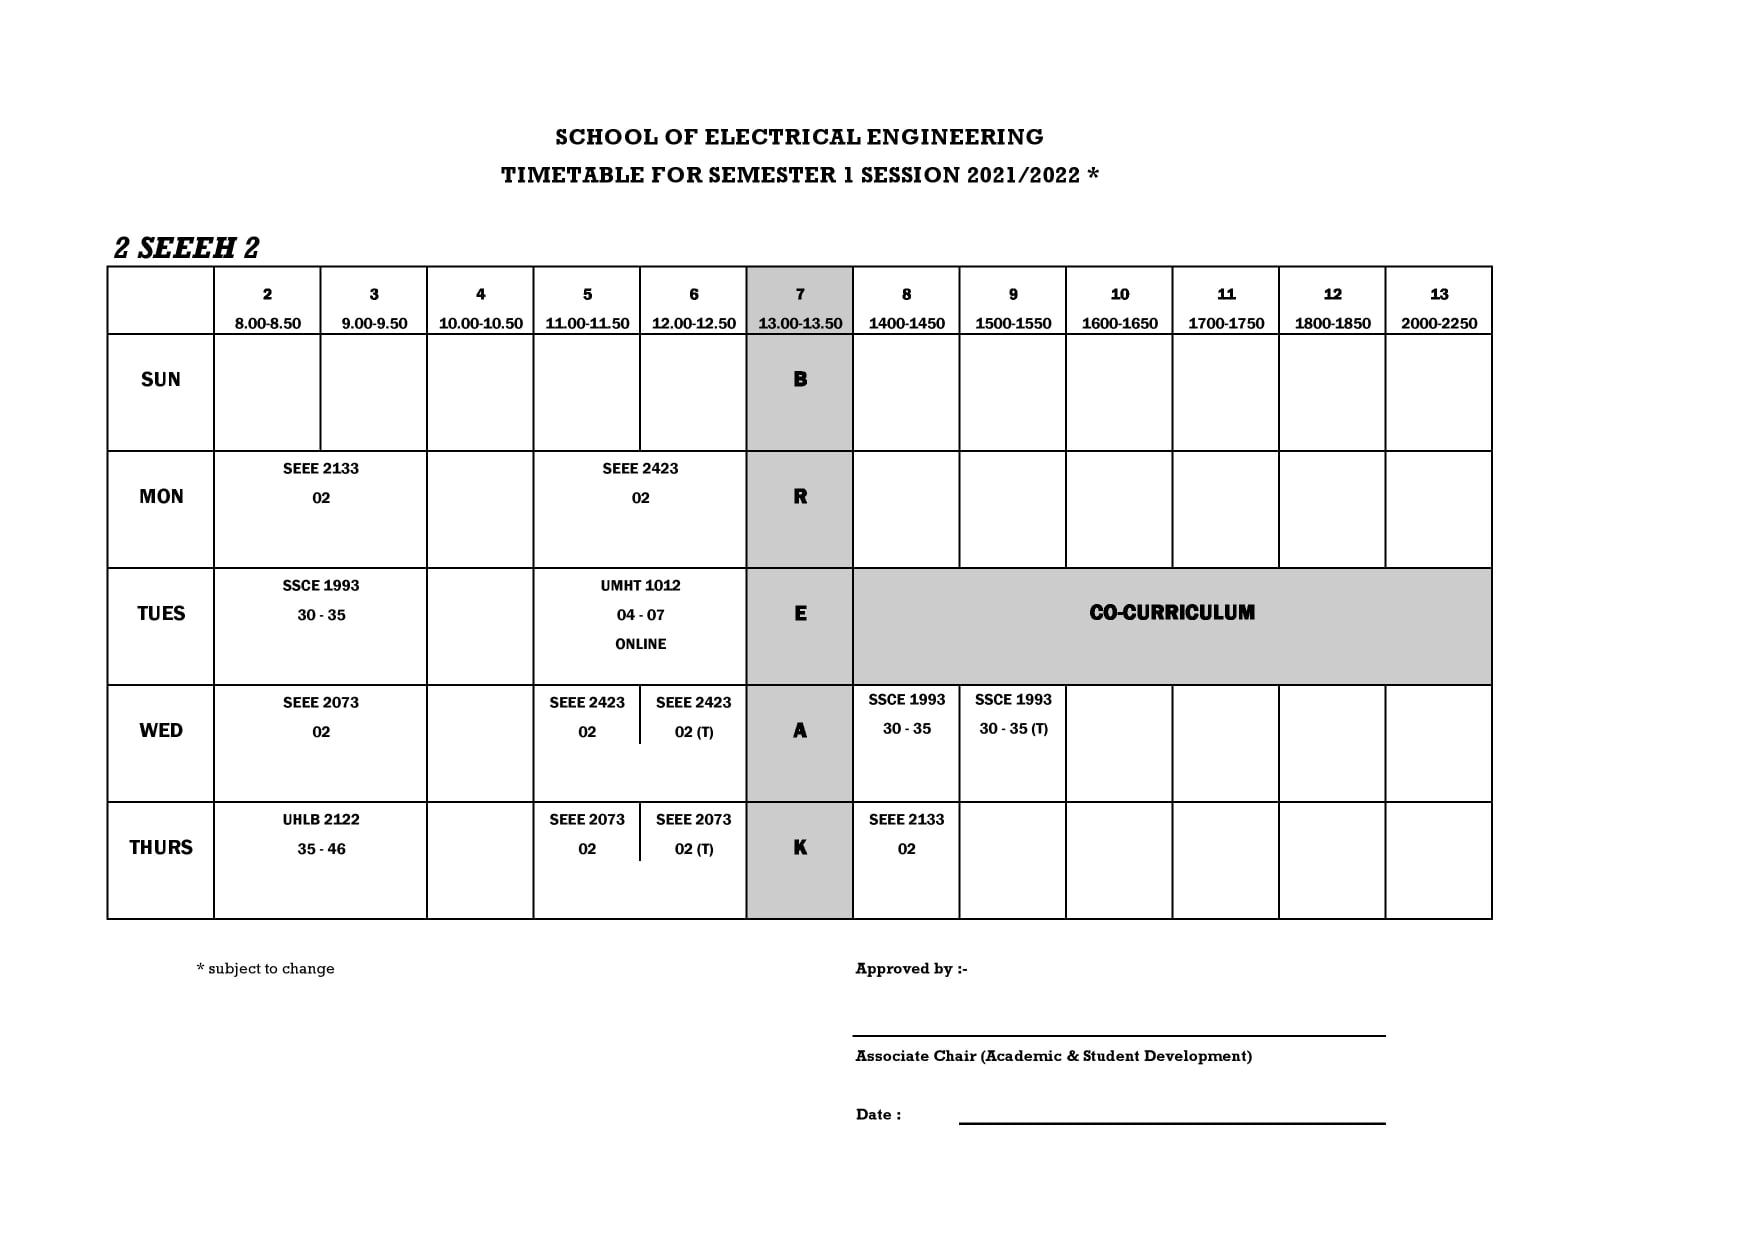 SCHOOL OF ELECTRICAL ENGINEERING
TIMETABLE FOR SEMESTER 1 SESSION 2021/2022 *
2 SEEEH 2
2 3 4 5 6 7 8 9 10 11 12 13
8.00-8.50 9.00-9.50 10.00-10.50 11.00-11.50 12.00-12.50 13.00-13.50 1400-1450 1500-1550 1600-1650 1700-1750 1800-1850 2000-2250
SUN B
SEEE 2133 SEEE 2423
MON 02 02 R
SSCE 1993 UMHT 1012
TUES 30 - 35 04 - 07 E CO-CURRICULUM
ONLINE
SEEE 2073 SEEE 2423 SEEE 2423 SSCE 1993 SSCE 1993
WED 02 02 02 (T) A 30 - 35 30 - 35 (T)
UHLB 2122 SEEE 2073 SEEE 2073 SEEE 2133
THURS 35 - 46 02 02 (T) K 02
* subject to change Approved by :-
Associate Chair (Academic & Student Development)
Date :